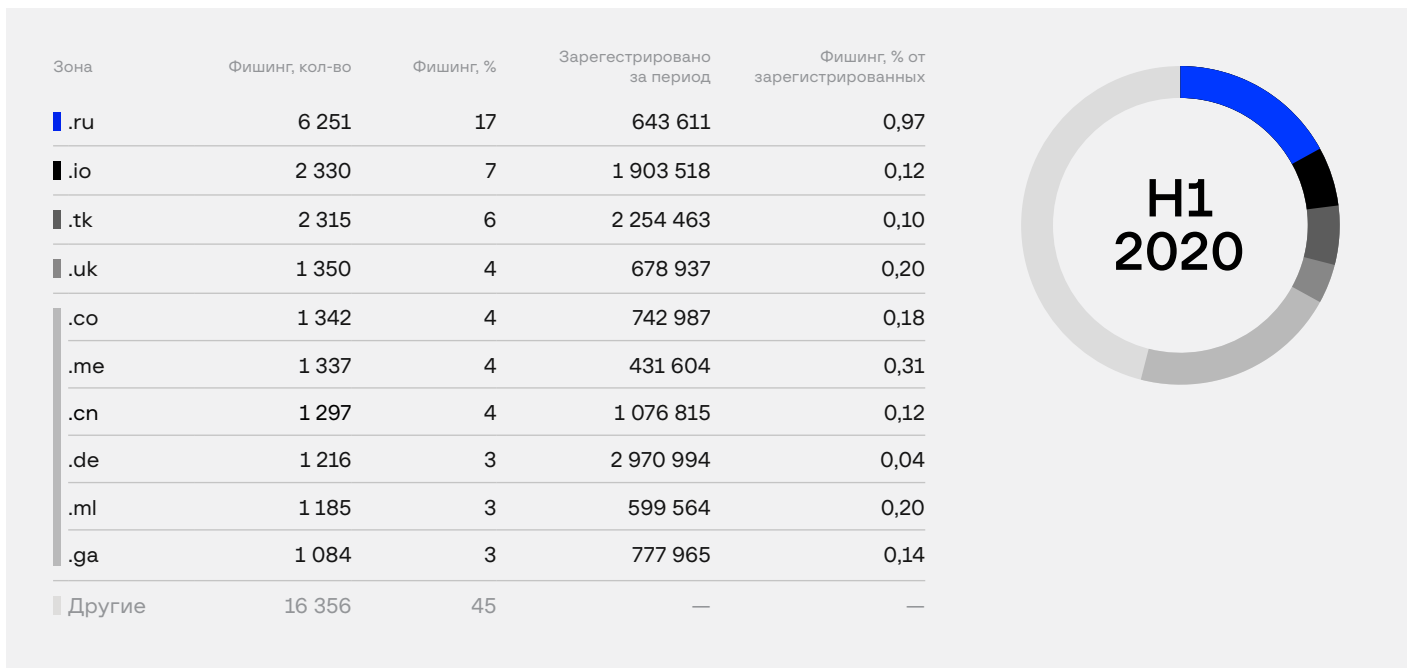 Зона Фишинг, кол-во Фишинг, % Зарегестрировано за период Фишинг, % от зарегистрированных
.ru 6 251 17 643 611 0,97
.io 2 330 7 1 903 518 0,12
.tk 2 315 6 2 254 463 0,10
.uk 1 350 4 678 937 0,20
.co 1 342 4 742 987 0,18
.me 1 337 4 431 604 0,31
.cn 1 297 4 1 076 815 0,12
.de 1 216 3 2 970 994 0,04
.ml 1 185 3 599 564 0,20
.ga 1 084 3 777 965 0,14
Другие 16 356 45 — —
H1
2020